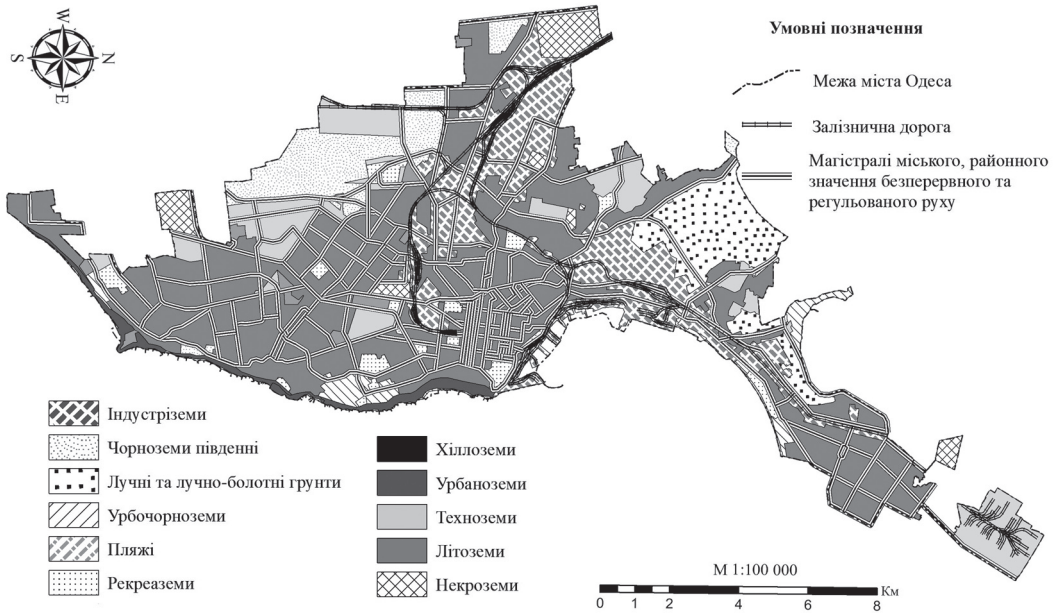 W
N
S
E
Умовні позначення
Межа міста Одеса
Залізнична дорога
Магістралі міського, районного
значення безперервного та
регульованого руху
Індустріземи
Чорноземи південні
Лучні та лучно-болотні грунти
Урбочорноземи
Пляжі
Рекреаземи
Хіллоземи
Урбаноземи
Техноземи
Літоземи
Некроземи
М 1:100 000
Км
0 1 2 4 6 8